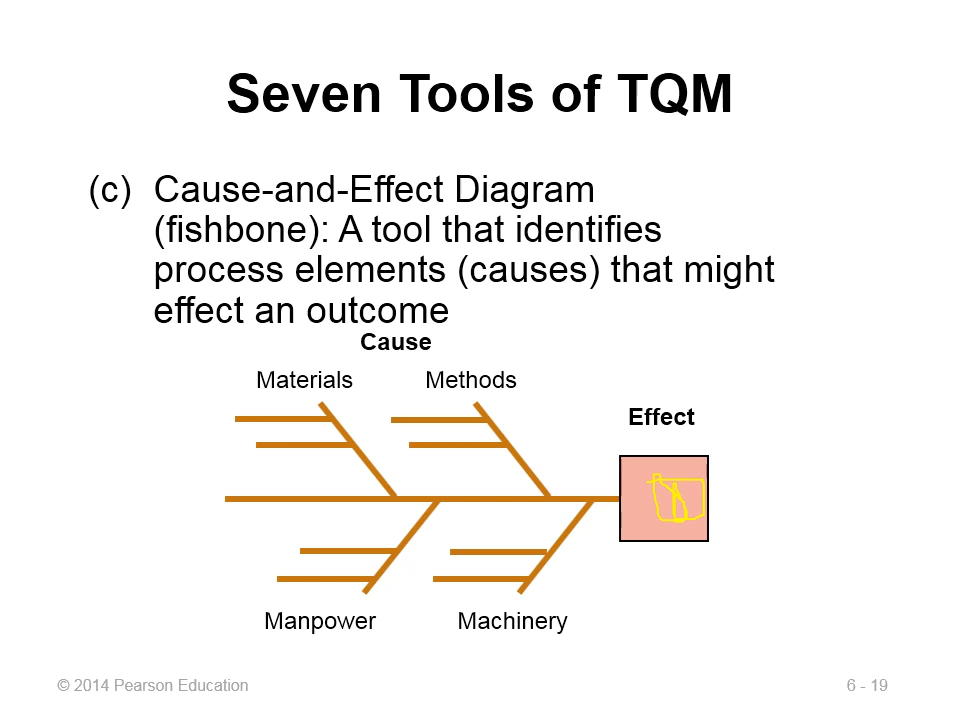 Seven Tools of TQM
(c) Cause-and-Effect Diagram
(fishbone): A tool that identifies
process elements (causes) that might
effect an outcome
Cause
Materials Methods
Effect
Manpower Machinery
© 2014 Pearson Education 6 - 19